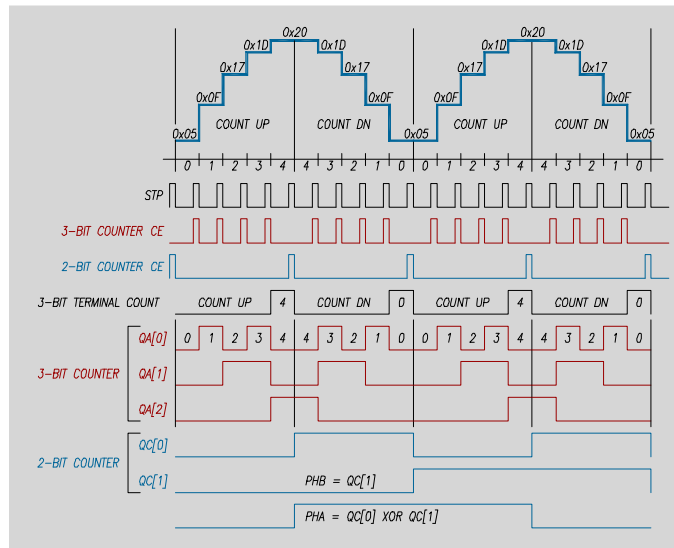 0x20 0x20
0x1D 0x1D 0x1D 0x1D
0x17 0x17 0x17 0x17
0x0F 0x0F 0x0F 0x0F
COUNT UP COUNT DN COUNT UP COUNT DN
0x05 0x05 0x05
0 1 2 3 4 4 3 2 1 0 0 1 2 3 4 4 3 2 1 0
STP
3-BIT COUNTER CE
2-BIT COUNTER CE
3-BIT TERMINAL COUNT COUNT UP 4 COUNT DN 0 COUNT UP 4 COUNT DN 0
QA[0] 0 1 2 3 4 4 3 2 1 0 0 1 2 3 4 4 3 2 1 0
3-BIT COUNTER QA[1]
QA[2]
QC[0]
2-BIT COUNTER
QC[1] PHB = QC[1]
PHA = QC[0] XOR QC[1]